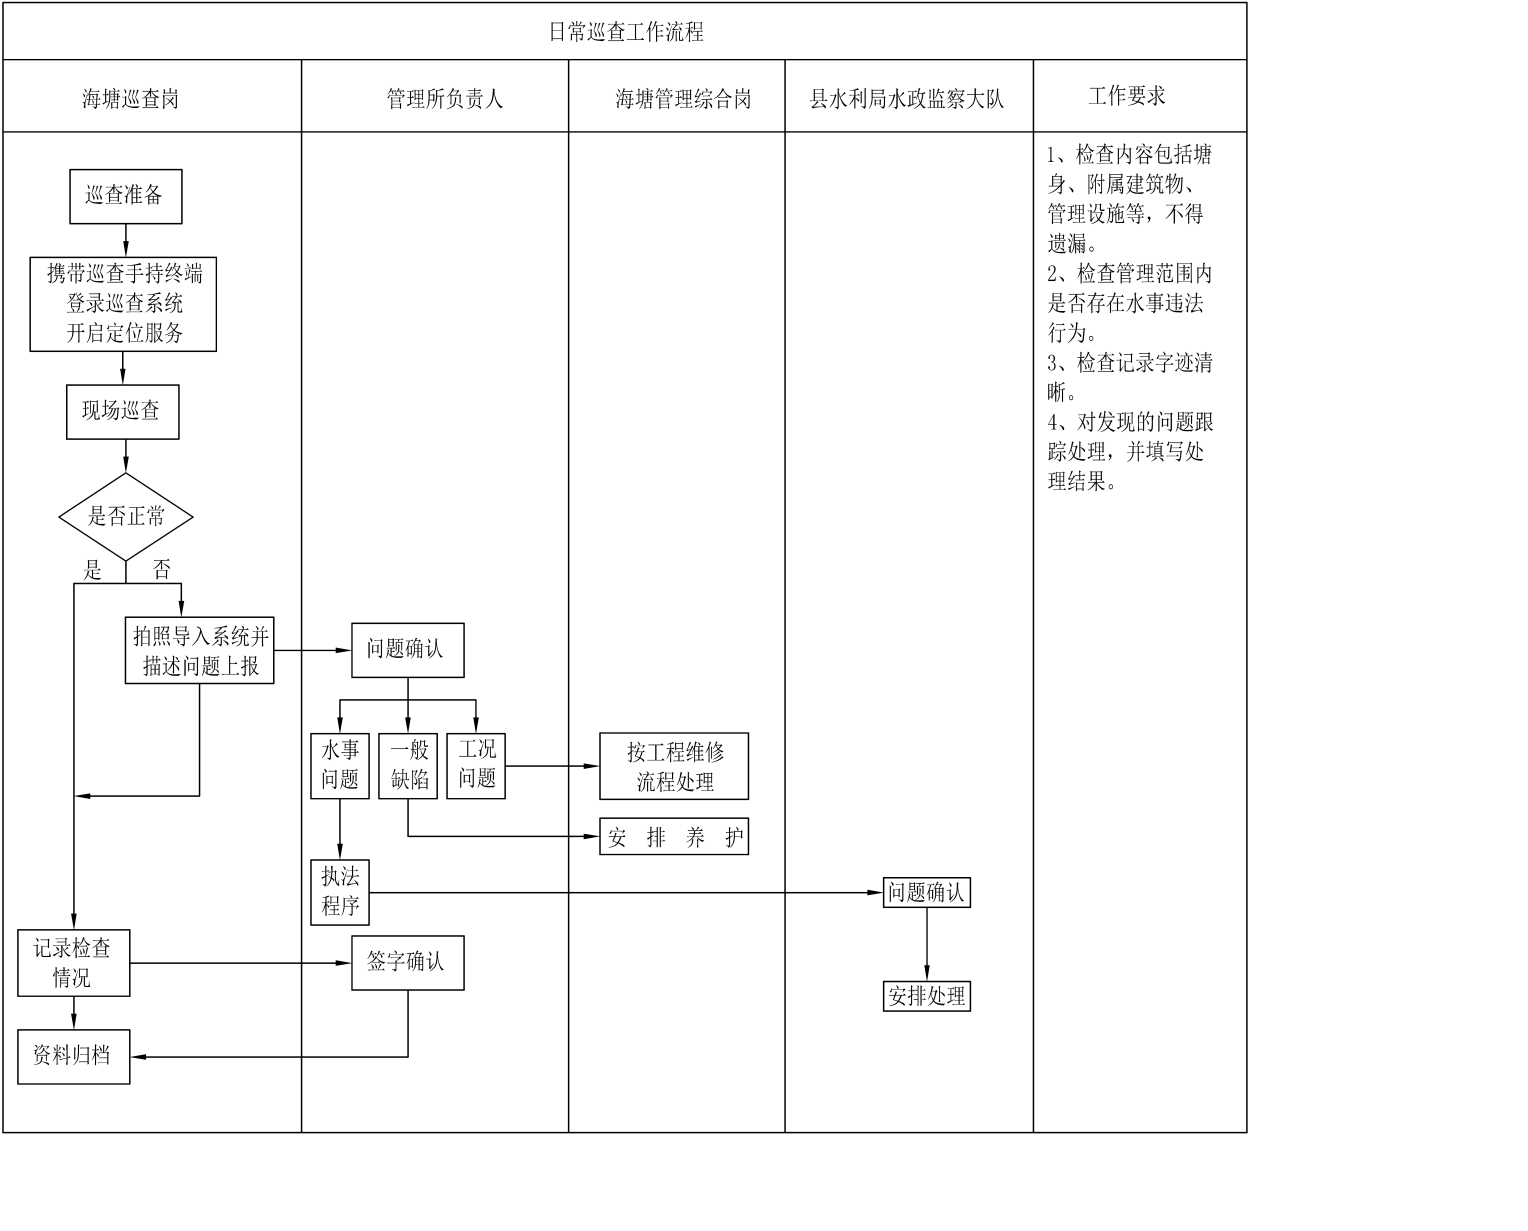 日常巡查工作流程
海塘巡查岗
管理所负责人
海塘管理综合岗
县水利局水政监察大队
工作要求
巡查准备
携带巡查手持终端
登录巡查系统
开启定位服务
现场巡查
是否正常
是
否
拍照导入系统并
描述问题上报
问题确认
水事
问题
一般
缺陷
工况
问题
按工程维修
流程处理
安 排 养 护
执法
程序
问题确认
安排处理
记录检查
情况
签字确认
资料归档
1、检查内容包括塘
身、附属建筑物、
管理设施等，不得
遗漏。
2、检查管理范围内
是否存在水事违法
行为。
3、检查记录字迹清
晰。
4、对发现的问题跟
踪处理，并填写处
理结果。